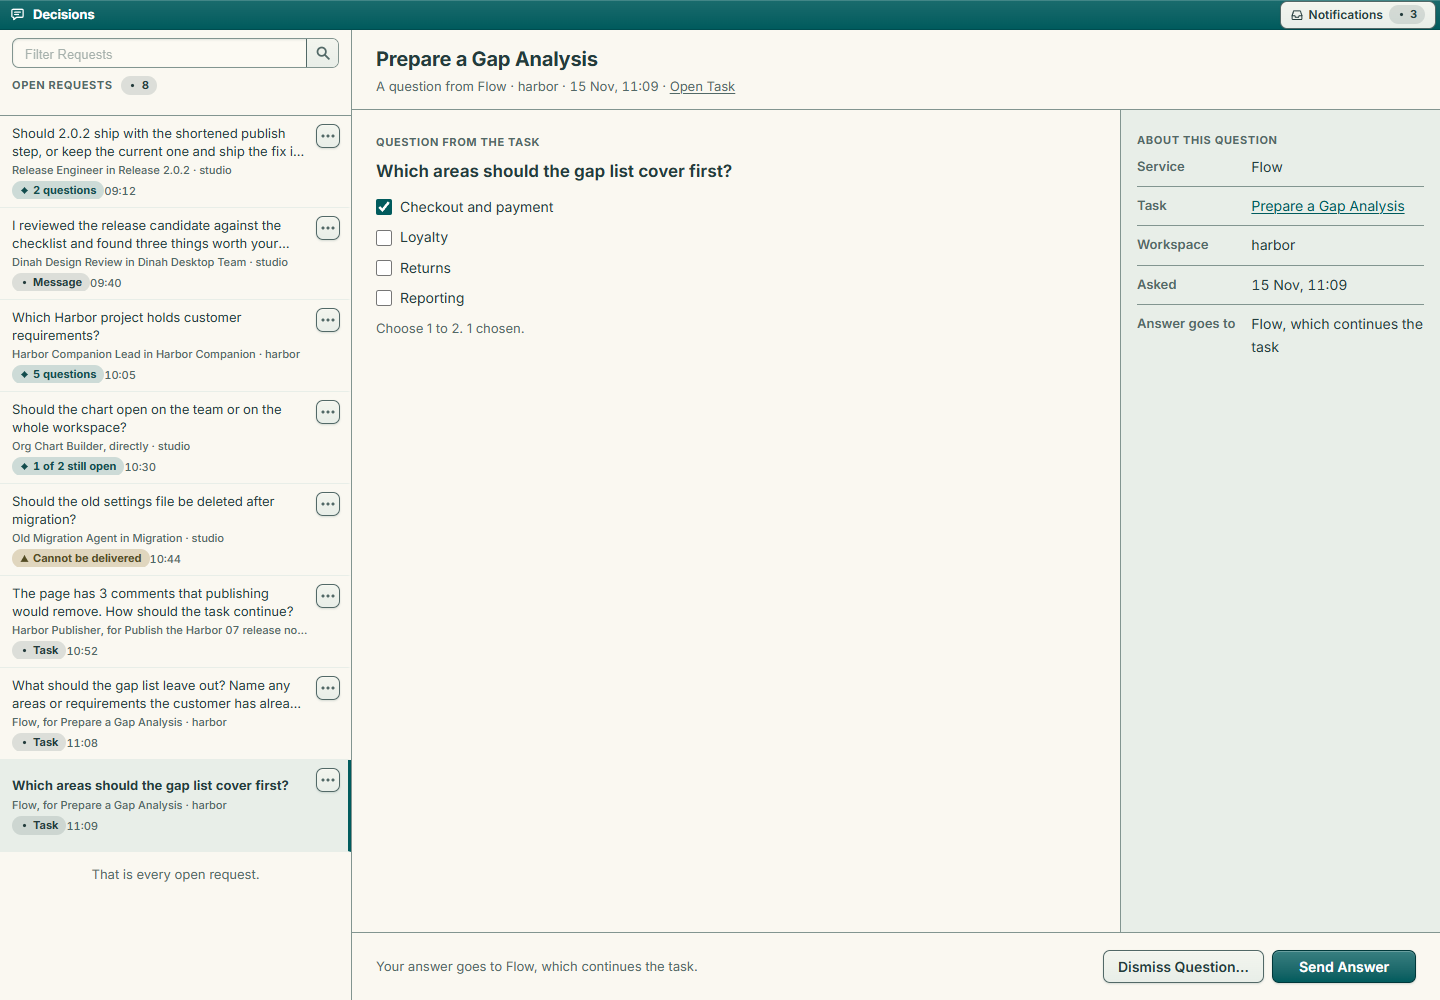 Decisions
Notifications • 3
Filter Requests
OPEN REQUESTS • 8
Should 2.0.2 ship with the shortened publish
step, or keep the current one and ship the fix i...
Release Engineer in Release 2.0.2 · studio
2 questions 09:12
I reviewed the release candidate against the
checklist and found three things worth your...
Dinah Design Review in Dinah Desktop Team · studio
• Message 09:40
Which Harbor project holds customer
requirements?
Harbor Companion Lead in Harbor Companion · harbor
5 questions 10:05
Should the chart open on the team or on the
whole workspace?
Org Chart Builder, directly · studio
1 of 2 still open 10:30
Should the old settings file be deleted after
migration?
Old Migration Agent in Migration · studio
Cannot be delivered 10:44
The page has 3 comments that publishing
would remove. How should the task continue?
Harbor Publisher, for Publish the Harbor 07 release no...
• Task 10:52
What should the gap list leave out? Name any
areas or requirements the customer has alrea...
Flow, for Prepare a Gap Analysis · harbor
• Task 11:08
Which areas should the gap list cover first?
Flow, for Prepare a Gap Analysis · harbor
• Task 11:09
That is every open request.
Prepare a Gap Analysis
A question from Flow · harbor · 15 Nov, 11:09 · Open Task
QUESTION FROM THE TASK
Which areas should the gap list cover first?
Checkout and payment
Loyalty
Returns
Reporting
Choose 1 to 2. 1 chosen.
ABOUT THIS QUESTION
Service Flow
Task Prepare a Gap Analysis
Workspace harbor
Asked 15 Nov, 11:09
Answer goes to Flow, which continues the
task
Your answer goes to Flow, which continues the task.
Dismiss Question...
Send Answer